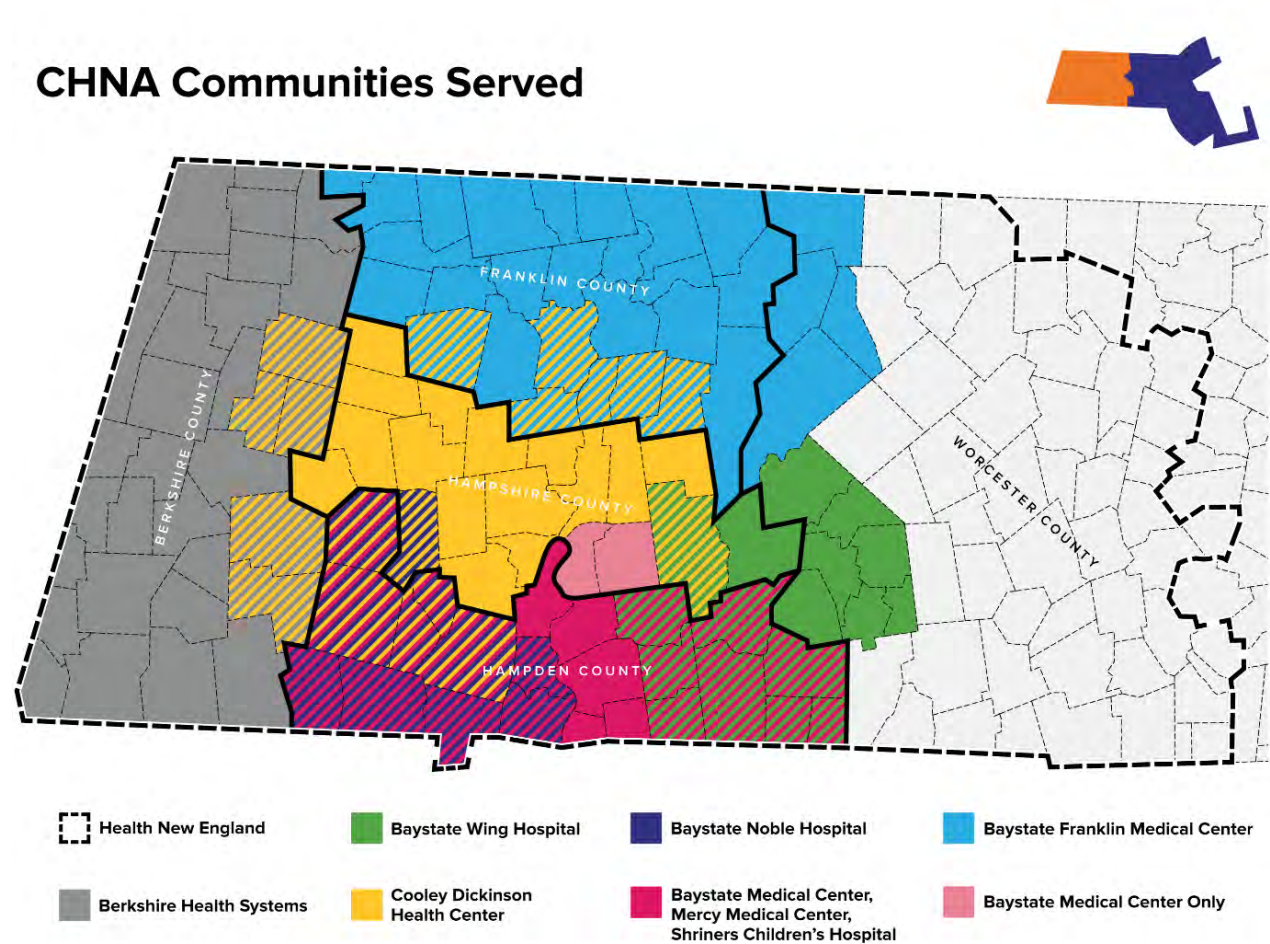 CHNA Communities Served
FRANKLIN COUNTY
BERKSHIRE COUNTY
HAMPSHIRE COUNTY
WORCESTER COUNTY
HAMPDEN COUNTY
Health New England
Baystate Wing Hospital
Baystate Noble Hospital
Baystate Franklin Medical Center
Berkshire Health Systems
Cooley Dickinson
Health Center
Baystate Medical Center,
Mercy Medical Center,
Shriners Children's Hospital
Baystate Medical Center Only